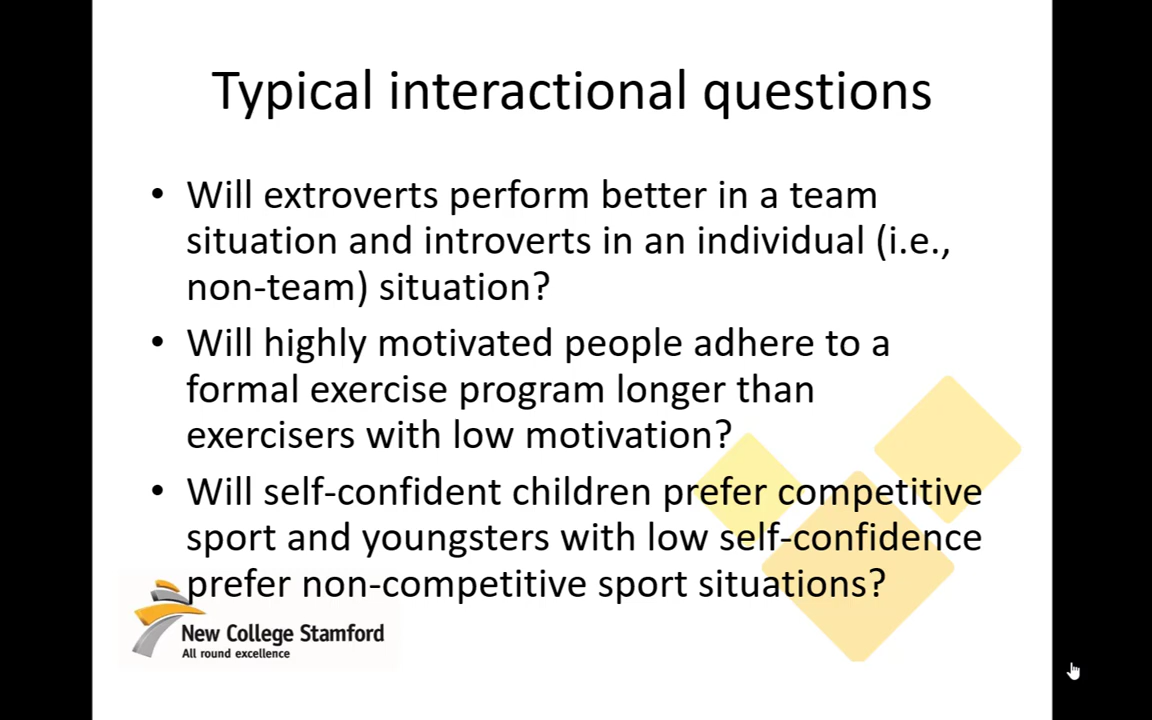 Typical interactional questions
• Will extroverts perform better in a team
situation and introverts in an individual (i.e.,
non-team) situation?
• Will highly motivated people adhere to a
formal exercise program longer than
exercisers with low motivation?
• Will self-confident children prefer competitive
sport and youngsters with low self-confidence
prefer non-competitive sport situations?
New College Stamford
All round excellence